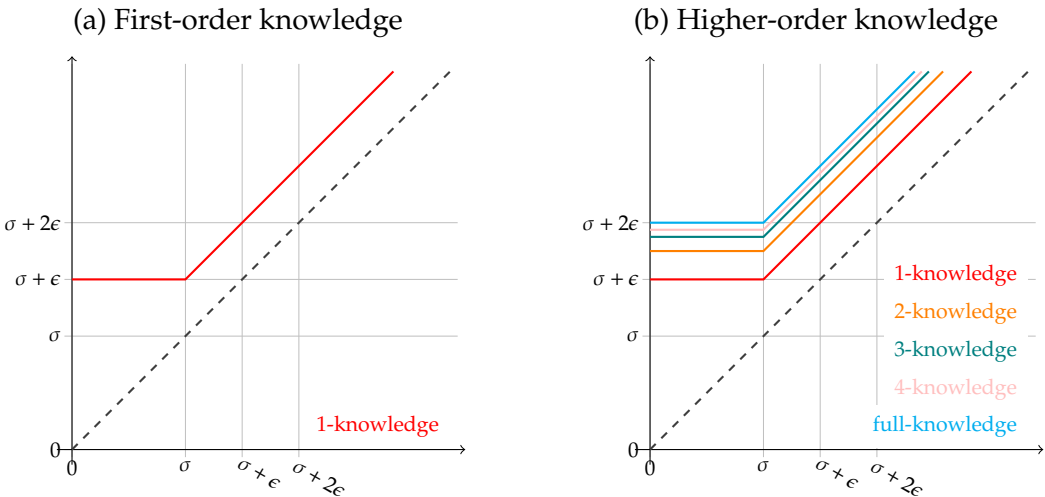 (a) First-order knowledge
σ + 2ϵ
σ + ϵ
σ
0
0
σ
σ + ϵ
σ + 2ϵ
1-knowledge
(b) Higher-order knowledge
σ + 2ϵ
σ + ϵ
σ
0
0
σ
σ + ϵ
σ + 2ϵ
1-knowledge
2-knowledge
3-knowledge
4-knowledge
full-knowledge